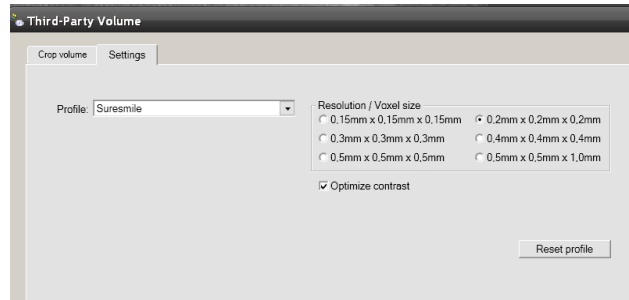 Third-Party Volume
Crop volume Settings
Profile: Suresmile
Resolution / Voxel size
0,15mm x 0,15mm x 0,15mm 0,2mm x 0,2mm x 0,2mm
0,3mm x 0,3mm x 0,3mm 0,4mm x 0,4mm x 0,4mm
0,5mm x 0,5mm x 0,5mm 0,5mm x 0,5mm x 1,0mm
Optimize contrast
Reset profile